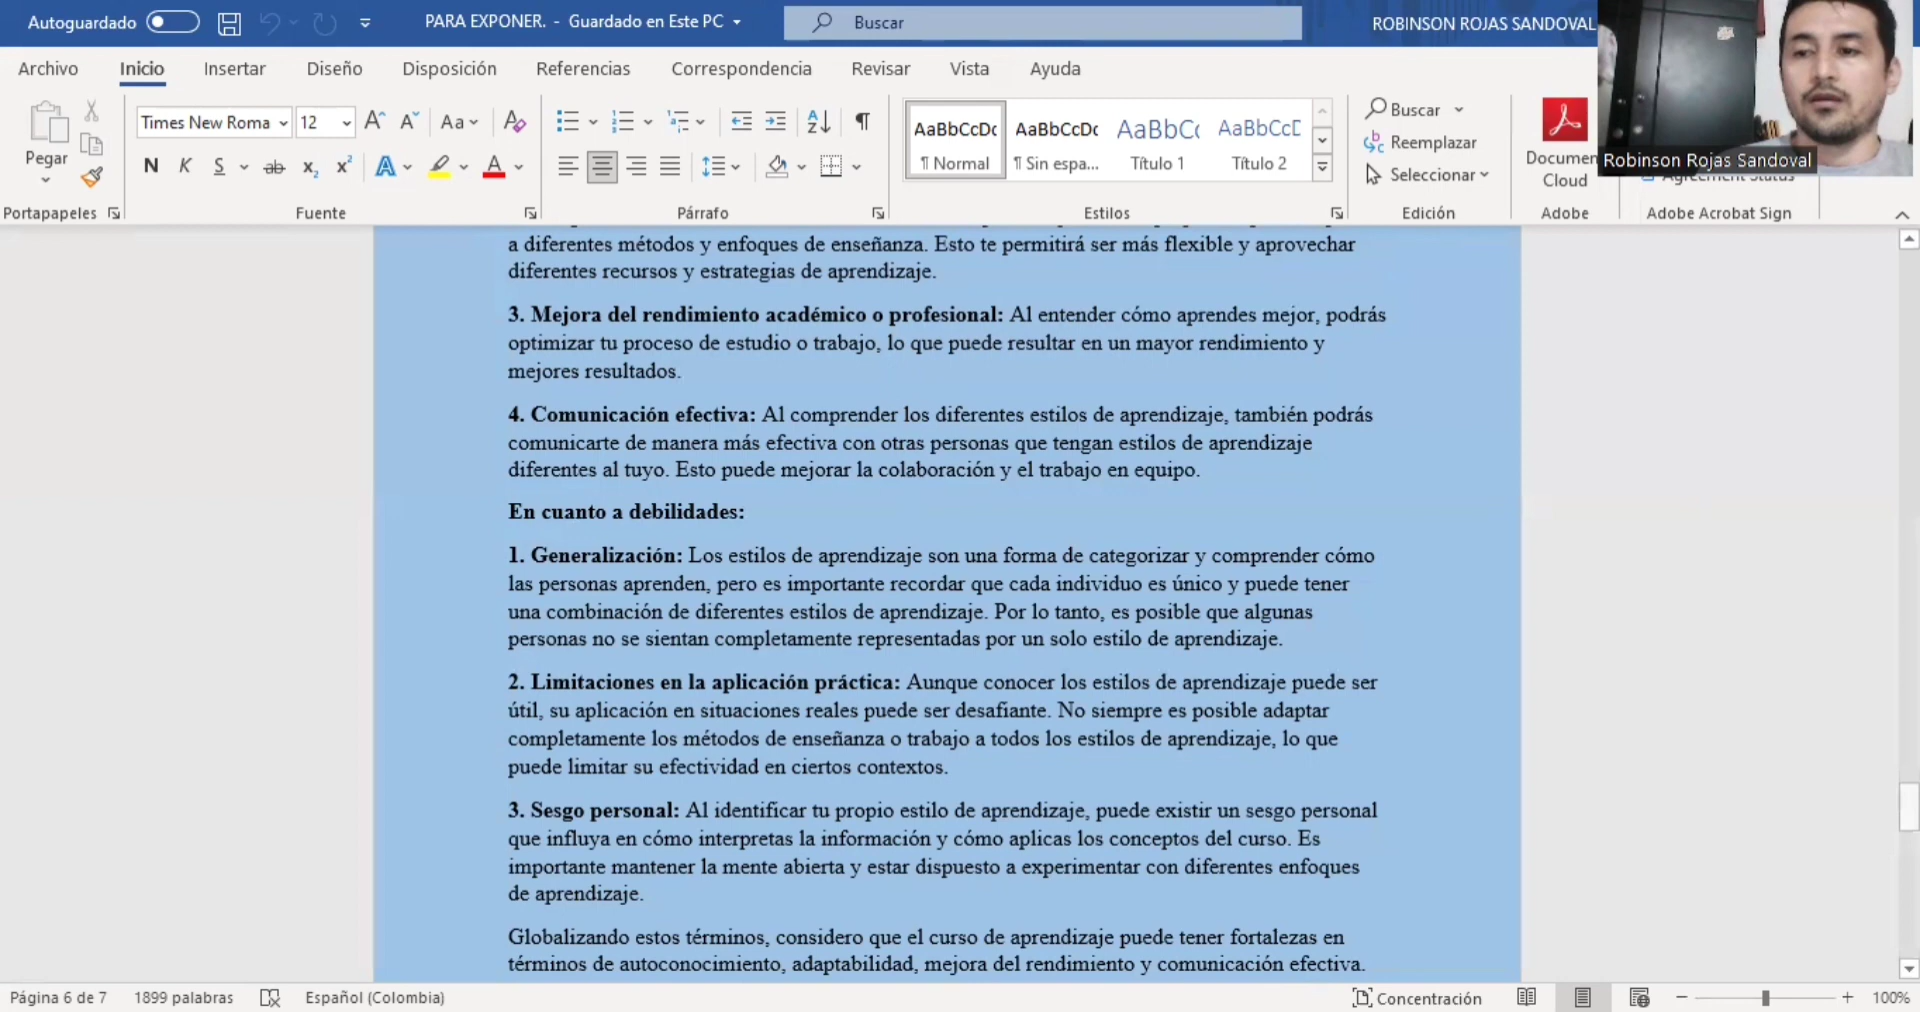 Autoguardado
PARA EXPONER. - Guardado en Este PC
Buscar
ROBINSON ROJAS SANDOVAL
Archivo Inicio Insertar Diseño Disposición Referencias Correspondencia Revisar Vista Ayuda
Pegar
Portapapeles
Times New Roma 12
Aa
N K S ab x₂ x² A A
Fuente
Párrafo
AaBbCcDc AaBbCcDc AaBbC AaBbCcD
¶ Normal ¶ Sin espa... Título 1 Título 2
Estilos
Buscar
Reemplazar
Seleccionar
Edición
Documen
Cloud
Adobe
Robinson Rojas Sandoval
Agreement Status
Adobe Acrobat Sign
a diferentes métodos y enfoques de enseñanza. Esto te permitirá ser más flexible y aprovechar
diferentes recursos y estrategias de aprendizaje.
3. Mejora del rendimiento académico o profesional: Al entender cómo aprendes mejor, podrás
optimizar tu proceso de estudio o trabajo, lo que puede resultar en un mayor rendimiento y
mejores resultados.
4. Comunicación efectiva: Al comprender los diferentes estilos de aprendizaje, también podrás
comunicarte de manera más efectiva con otras personas que tengan estilos de aprendizaje
diferentes al tuyo. Esto puede mejorar la colaboración y el trabajo en equipo.
En cuanto a debilidades:
1. Generalización: Los estilos de aprendizaje son una forma de categorizar y comprender cómo
las personas aprenden, pero es importante recordar que cada individuo es único y puede tener
una combinación de diferentes estilos de aprendizaje. Por lo tanto, es posible que algunas
personas no se sientan completamente representadas por un solo estilo de aprendizaje.
2. Limitaciones en la aplicación práctica: Aunque conocer los estilos de aprendizaje puede ser
útil, su aplicación en situaciones reales puede ser desafiante. No siempre es posible adaptar
completamente los métodos de enseñanza o trabajo a todos los estilos de aprendizaje, lo que
puede limitar su efectividad en ciertos contextos.
3. Sesgo personal: Al identificar tu propio estilo de aprendizaje, puede existir un sesgo personal
que influya en cómo interpretas la información y cómo aplicas los conceptos del curso. Es
importante mantener la mente abierta y estar dispuesto a experimentar con diferentes enfoques
de aprendizaje.
Globalizando estos términos, considero que el curso de aprendizaje puede tener fortalezas en
términos de autoconocimiento, adaptabilidad, mejora del rendimiento y comunicación efectiva.
Página 6 de 7 1899 palabras Español (Colombia)
Concentración
100%